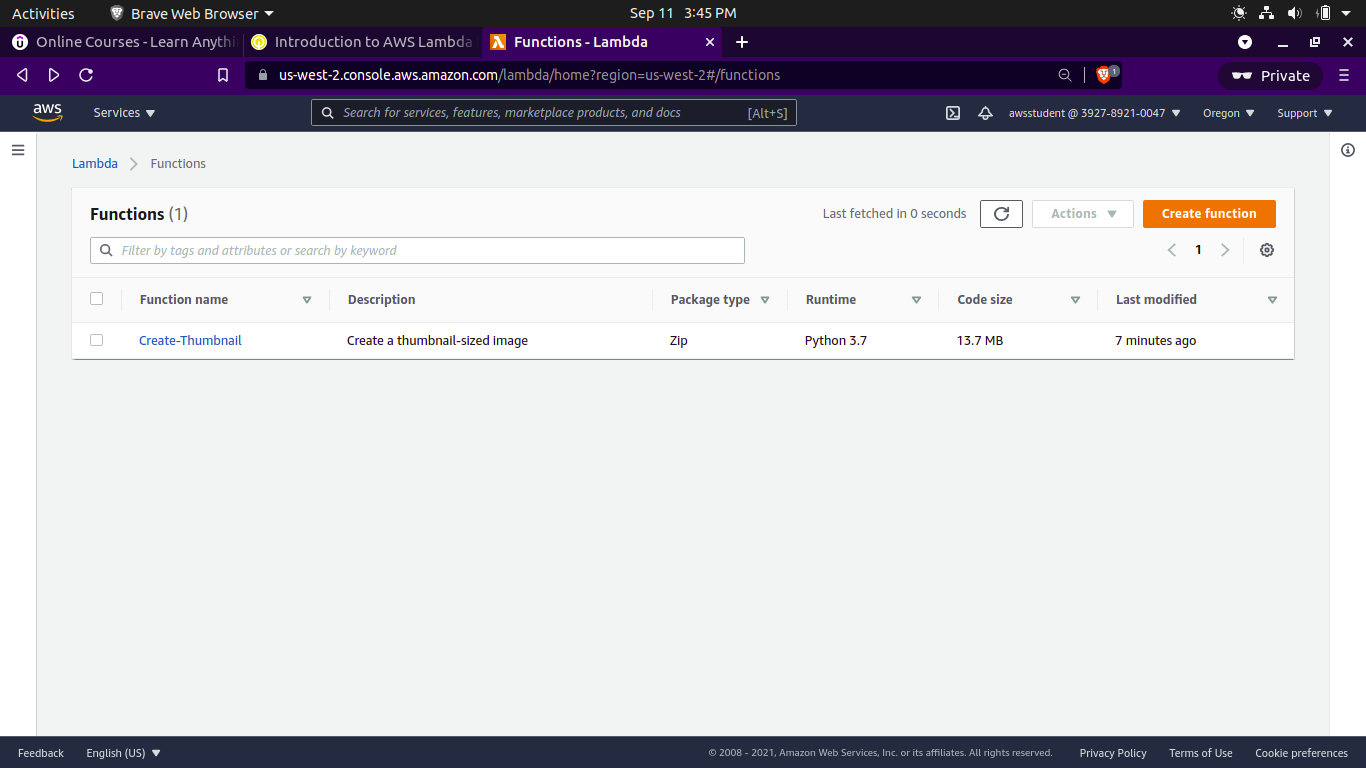 Activities Brave Web Browser Sep 11 3:45 PM
Online Courses - Learn Anythi Introduction to AWS Lambda Functions - Lambda
us-west-2.console.aws.amazon.com/lambda/home?region=us-west-2#/functions 1 Private
aws Services Search for services, features, marketplace products, and docs [Alt+S] awsstudent @ 3927-8921-0047 Oregon Support
Lambda Functions
Functions (1) Last fetched in 0 seconds Actions Create function
Filter by tags and attributes or search by keyword 1
Function name Description Package type Runtime Code size Last modified
Create-Thumbnail Create a thumbnail-sized image Zip Python 3.7 13.7 MB 7 minutes ago
Feedback English (US) © 2008 - 2021, Amazon Web Services, Inc. or its affiliates. All rights reserved. Privacy Policy Terms of Use Cookie preferences